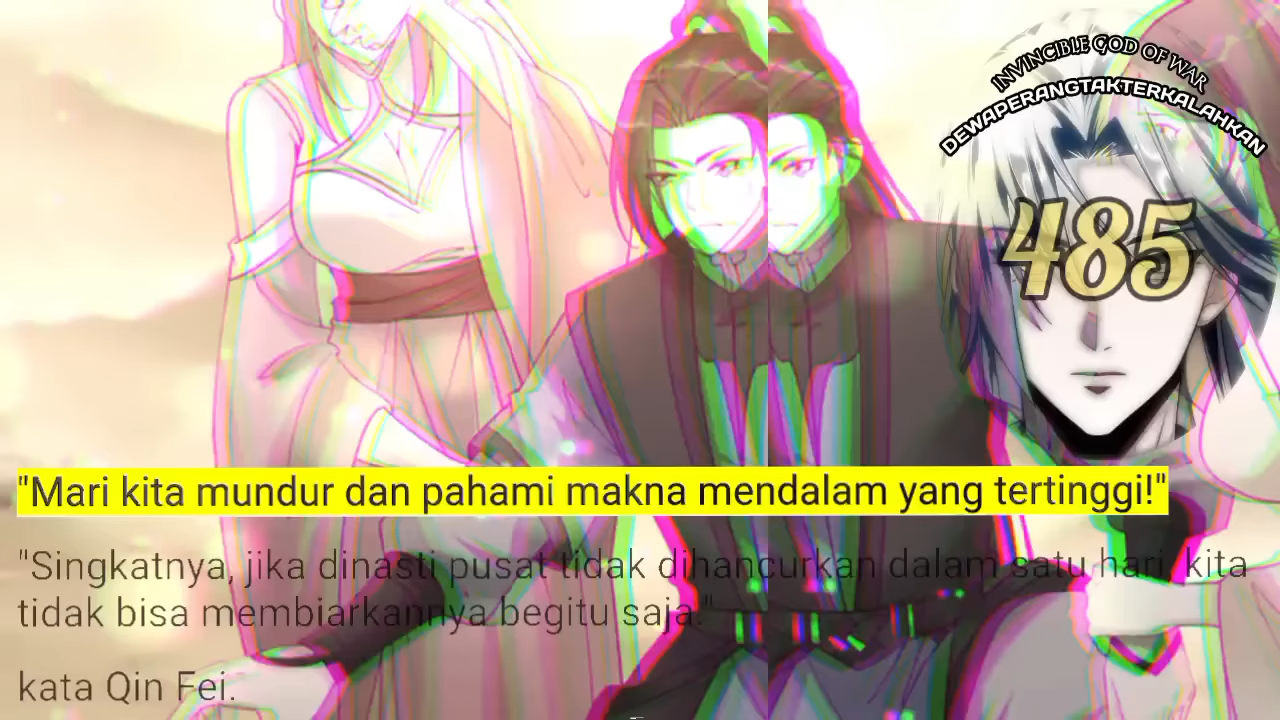 INVINCIBLE GOD OF WAR
DEWAPERANGTAKTERKALAHKAN
485
"Mari kita mundur dan pahami makna mendalam yang tertinggi!"
"Singkatnya, jika dinasti pusat tidak dihancurkan dalam satu hari, kita
tidak bisa membiarkannya begitu saja."
kata Qin Fei.